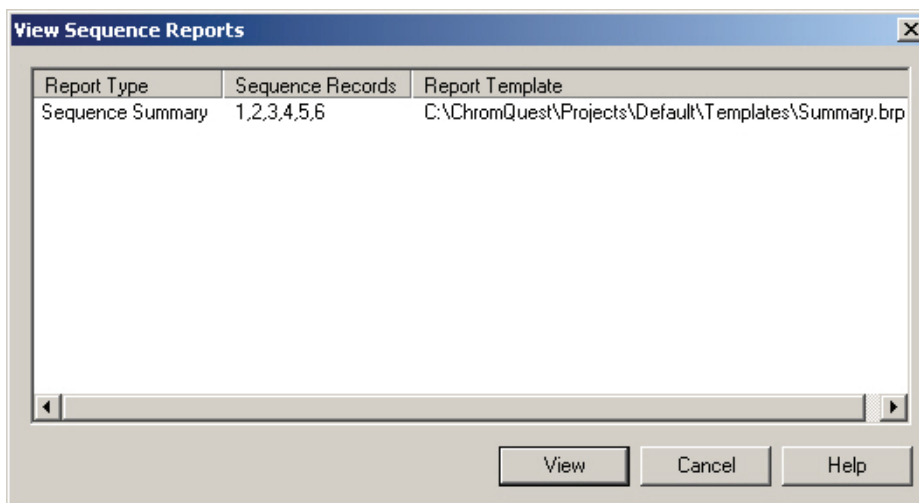 View Sequence Reports
Report Type Sequence Records Report Template
Sequence Summary 1,2,3,4,5,6 C:\ChromQuest\Projects\Default\Templates\Summary.brp
View Cancel Help